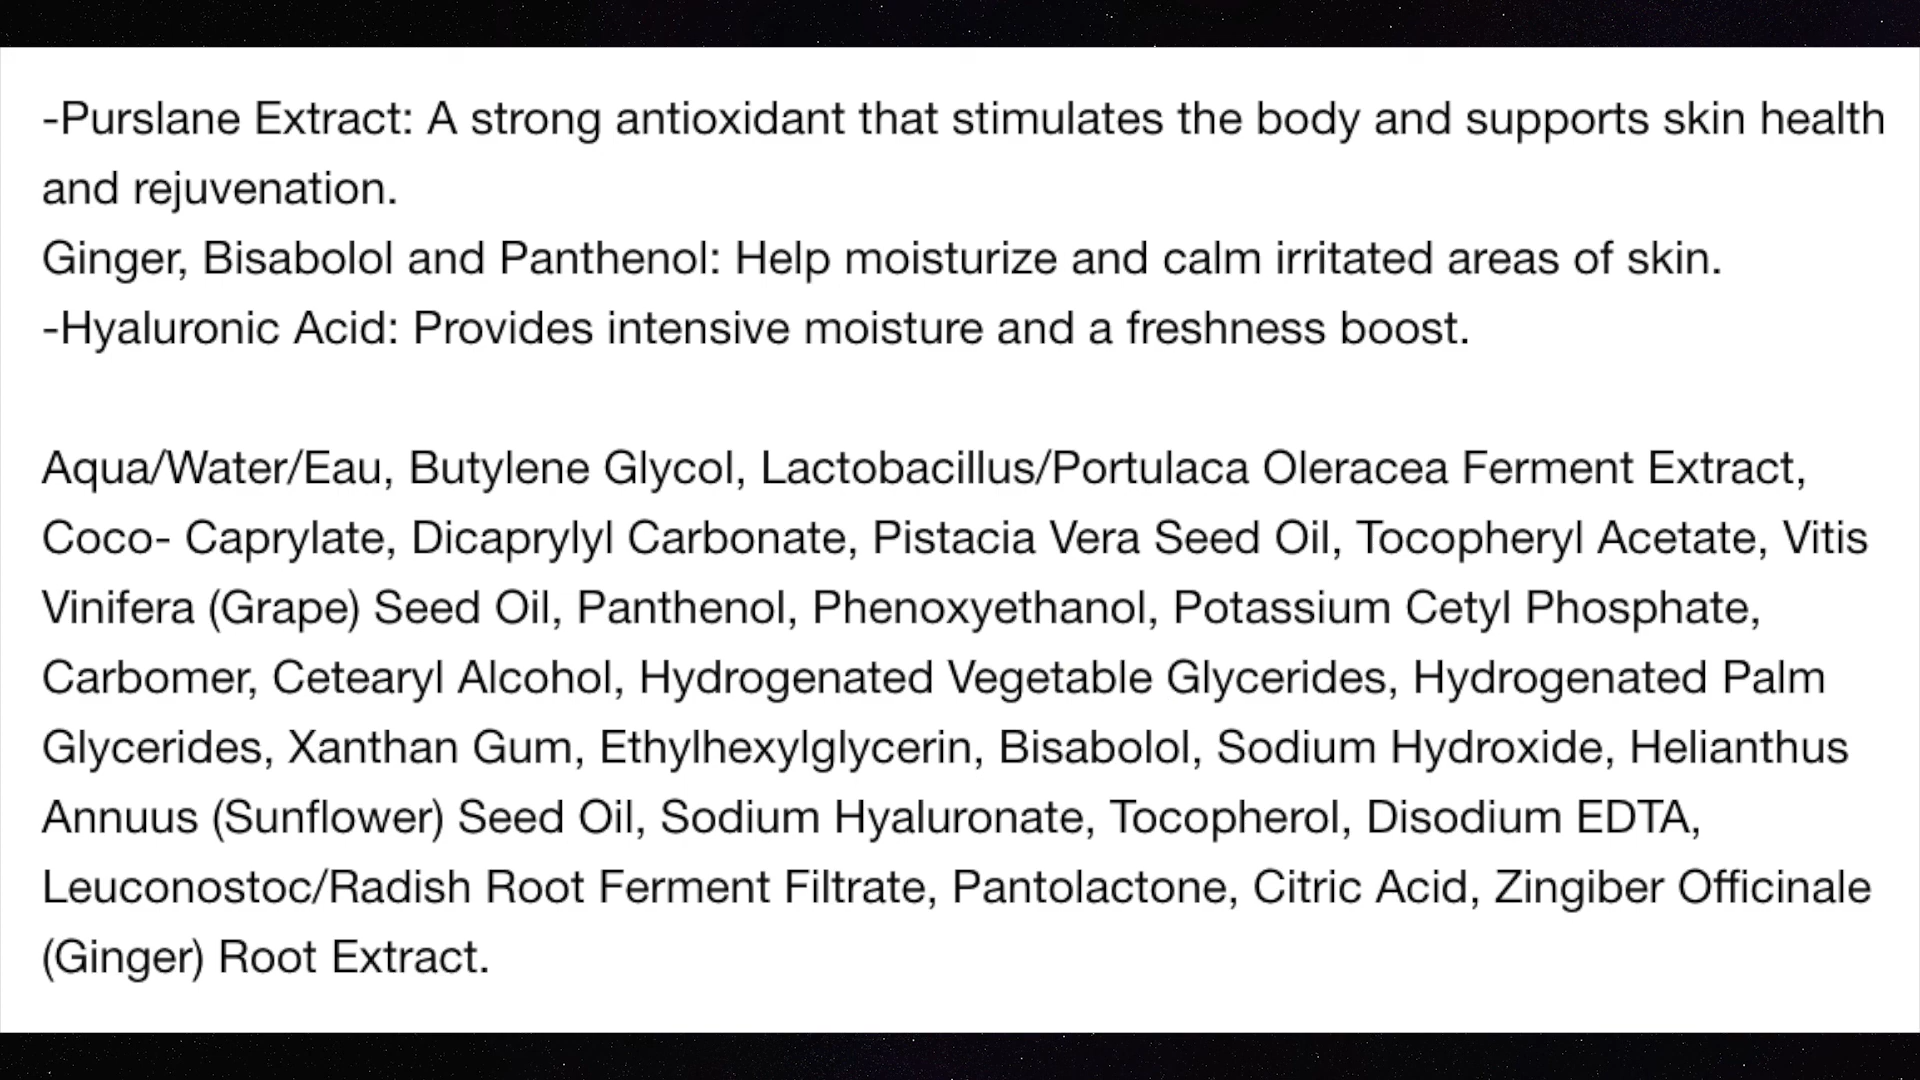 -Purslane Extract: A strong antioxidant that stimulates the body and supports skin health
and rejuvenation.
Ginger, Bisabolol and Panthenol: Help moisturize and calm irritated areas of skin.
-Hyaluronic Acid: Provides intensive moisture and a freshness boost.
Aqua/Water/Eau, Butylene Glycol, Lactobacillus/Portulaca Oleracea Ferment Extract,
Coco- Caprylate, Dicaprylyl Carbonate, Pistacia Vera Seed Oil, Tocopheryl Acetate, Vitis
Vinifera (Grape) Seed Oil, Panthenol, Phenoxyethanol, Potassium Cetyl Phosphate,
Carbomer, Cetearyl Alcohol, Hydrogenated Vegetable Glycerides, Hydrogenated Palm
Glycerides, Xanthan Gum, Ethylhexylglycerin, Bisabolol, Sodium Hydroxide, Helianthus
Annuus (Sunflower) Seed Oil, Sodium Hyaluronate, Tocopherol, Disodium EDTA,
Leuconostoc/Radish Root Ferment Filtrate, Pantolactone, Citric Acid, Zingiber Officinale
(Ginger) Root Extract.